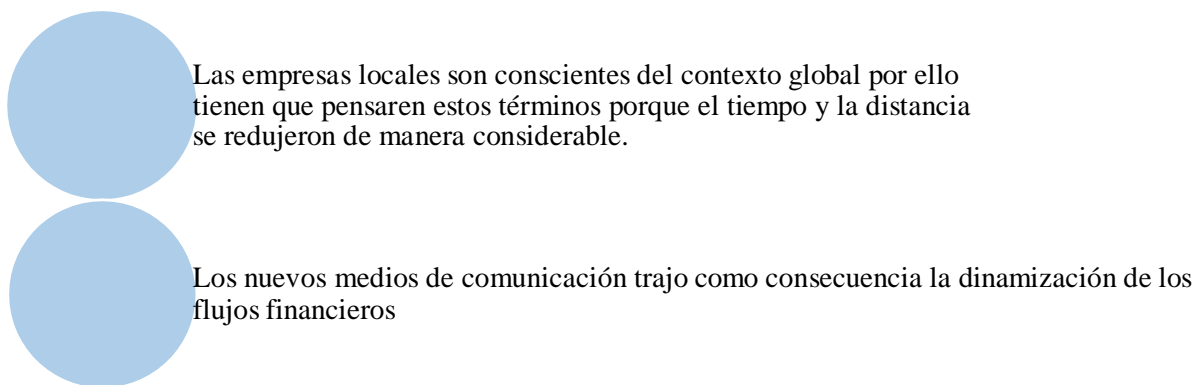 Las empresas locales son conscientes del contexto global por ello
tienen que pensaren estos términos porque el tiempo y la distancia
se redujeron de manera considerable.
Los nuevos medios de comunicación trajo como consecuencia la dinamización de los
flujos financieros